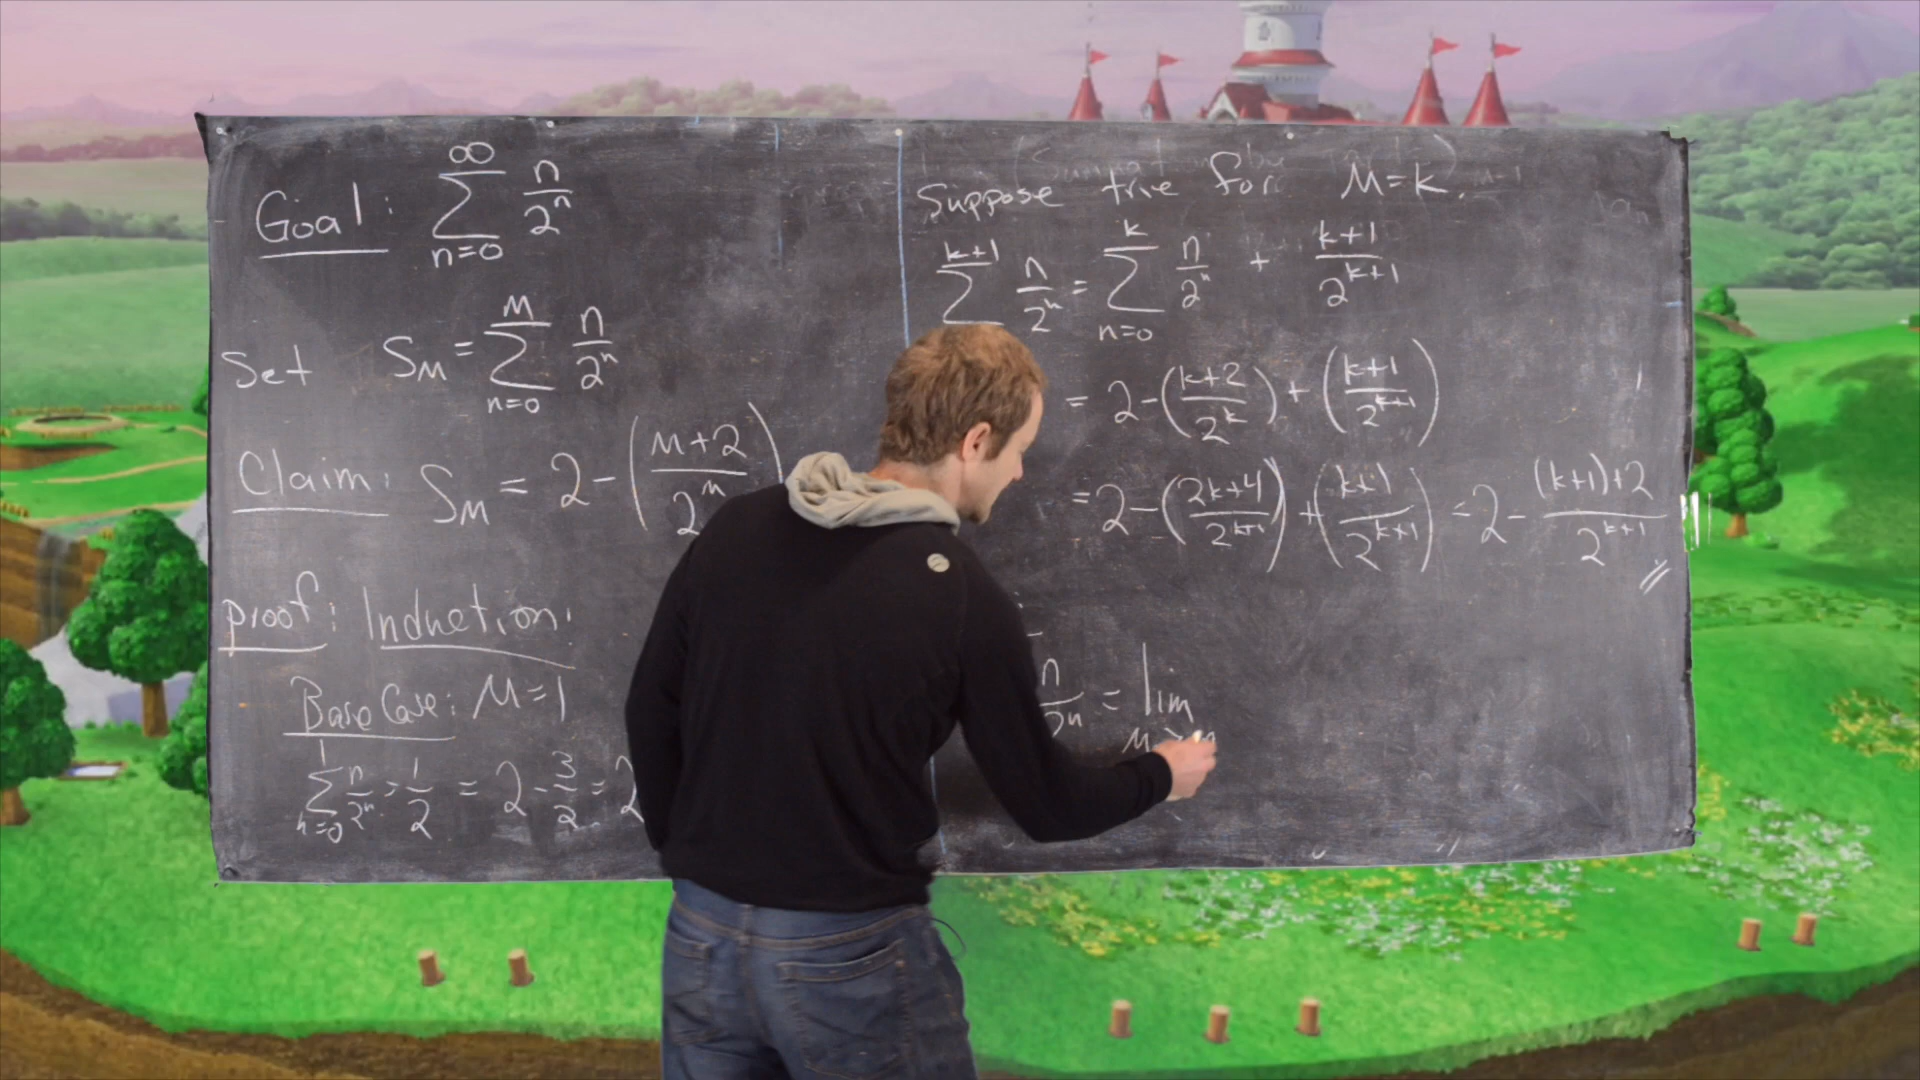 Goal: ∞ ∑ n=0 n/2^n
Set S_M = M ∑ n=0 n/2^n
Claim: S_M = 2-(M+2/2^M)
proof: Induction:
Base Case: M=1
1 ∑ n=0 n/2^n = 1/2 = 2 - 3/2 = 2
Suppose true for M=k.
k+1 ∑ n/2^n = k ∑ n=0 n/2^n + k+1/2^(k+1)
= 2-(k+2/2^k)+(k+1/2^(k+1))
= 2-(2k+4/2^(k+1))+(k+1/2^(k+1)) = 2 - (k+1)+2/2^(k+1) //
n/2^n = lim
M→